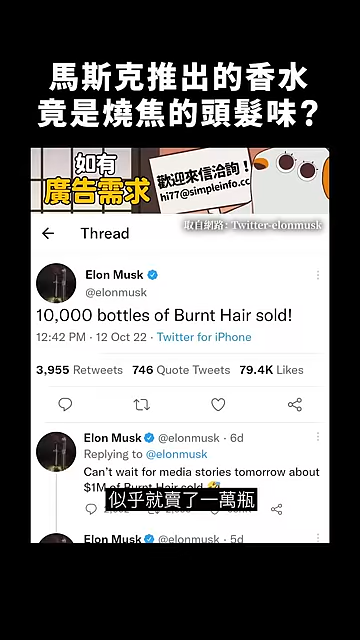 馬斯克推出的香水
竟是燒焦的頭髮味?
如有
廣告需求
歡迎來信洽詢!
hi77@simpleinfo.cc
取自網路: Twitter-elonmusk
Thread
Elon Musk
@elonmusk
10,000 bottles of Burnt Hair sold!
12:42 PM · 12 Oct 22 · Twitter for iPhone
3,955 Retweets 746 Quote Tweets 79.4K Likes
Elon Musk @elonmusk · 6d
Replying to @elonmusk
Can't wait for media stories tomorrow about
$1M of Burnt Hair sold 🤣
似乎就賣了一萬瓶
Elon Musk @elonmusk · 5d